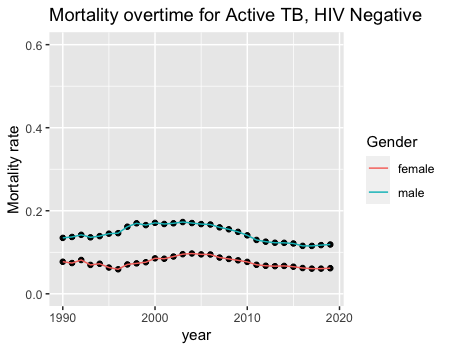 Mortality overtime for Active TB, HIV Negative
0.6
0.4
0.2
0.0
Mortality rate
1990
2000
2010
2020
year
Gender
female
male